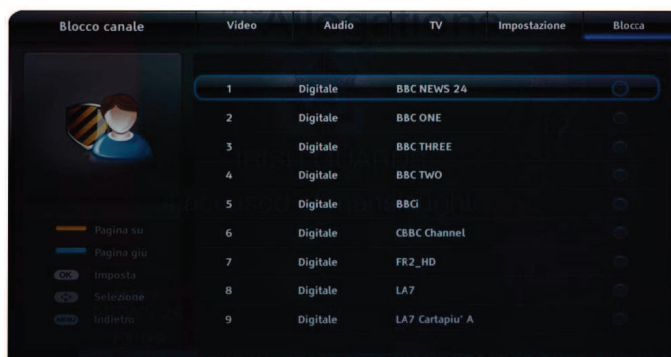 Blocco canale Video Audio TV Impostazione Blocca
1 Digitale BBC NEWS 24
2 Digitale BBC ONE
3 Digitale BBC THREE
4 Digitale BBC TWO
5 Digitale BBCi
6 Digitale CBBC Channel
7 Digitale FR2_HD
8 Digitale LA7
9 Digitale LA7 Cartapiu' A
Pagina su
Pagina giù
OK Imposta
Selezione
MENU Indietro